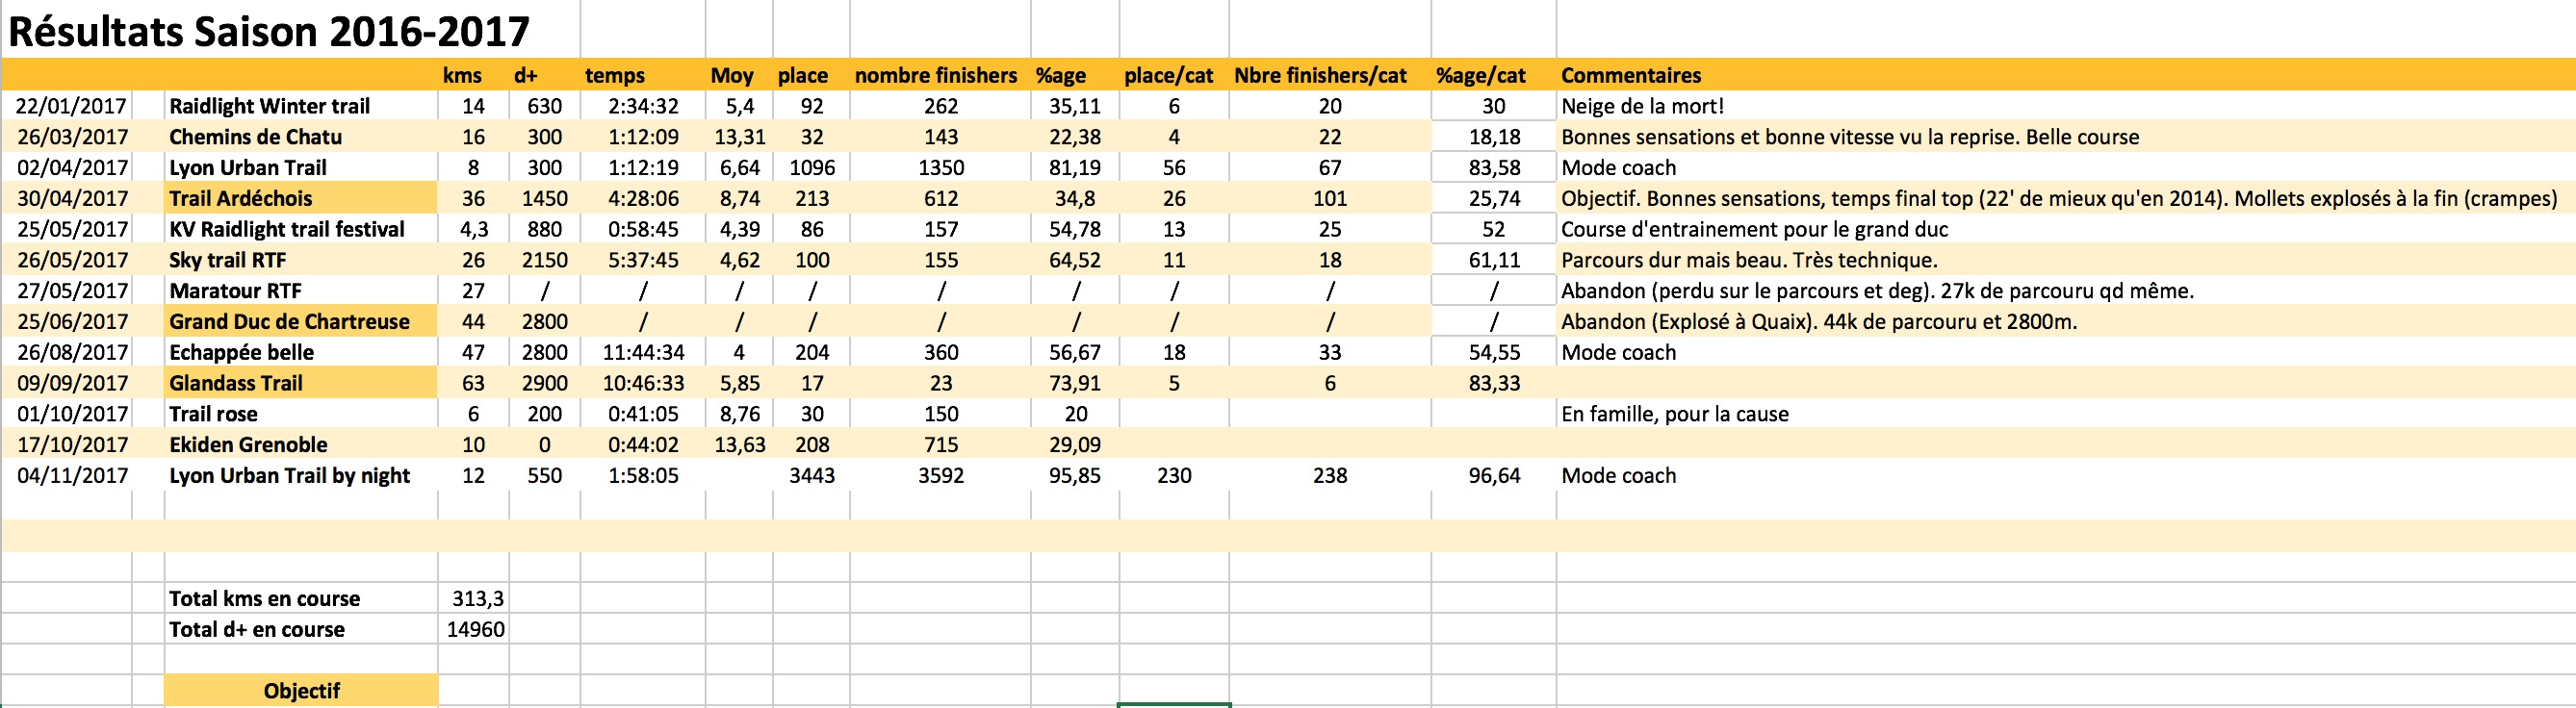 Résultats Saison 2016-2017
kms d+ temps Moy place nombre finishers %age place/cat Nbre finishers/cat %age/cat Commentaires
22/01/2017 Raidlight Winter trail 14 630 2:34:32 5,4 92 262 35,11 6 20 30 Neige de la mort!
26/03/2017 Chemins de Chatu 16 300 1:12:09 13,31 32 143 22,38 4 22 18,18 Bonnes sensations et bonne vitesse vu la reprise. Belle course
02/04/2017 Lyon Urban Trail 8 300 1:12:19 6,64 1096 1350 81,19 56 67 83,58 Mode coach
30/04/2017 Trail Ardéchois 36 1450 4:28:06 8,74 213 612 34,8 26 101 25,74 Objectif. Bonnes sensations, temps final top (22' de mieux qu'en 2014). Mollets explosés à la fin (crampes)
25/05/2017 KV Raidlight trail festival 4,3 880 0:58:45 4,39 86 157 54,78 13 25 52 Course d'entrainement pour le grand duc
26/05/2017 Sky trail RTF 26 2150 5:37:45 4,62 100 155 64,52 11 18 61,11 Parcours dur mais beau. Très technique.
27/05/2017 Maratour RTF 27 / / / / / / / / / Abandon (perdu sur le parcours et deg). 27k de parcouru qd même.
25/06/2017 Grand Duc de Chartreuse 44 2800 / / / / / / / / Abandon (Explosé à Quaix). 44k de parcouru et 2800m.
26/08/2017 Echappée belle 47 2800 11:44:34 4 204 360 56,67 18 33 54,55 Mode coach
09/09/2017 Glandass Trail 63 2900 10:46:33 5,85 17 23 73,91 5 6 83,33
01/10/2017 Trail rose 6 200 0:41:05 8,76 30 150 20 En famille, pour la cause
17/10/2017 Ekiden Grenoble 10 0 0:44:02 13,63 208 715 29,09
04/11/2017 Lyon Urban Trail by night 12 550 1:58:05 3443 3592 95,85 230 238 96,64 Mode coach
Total kms en course 313,3
Total d+ en course 14960
Objectif